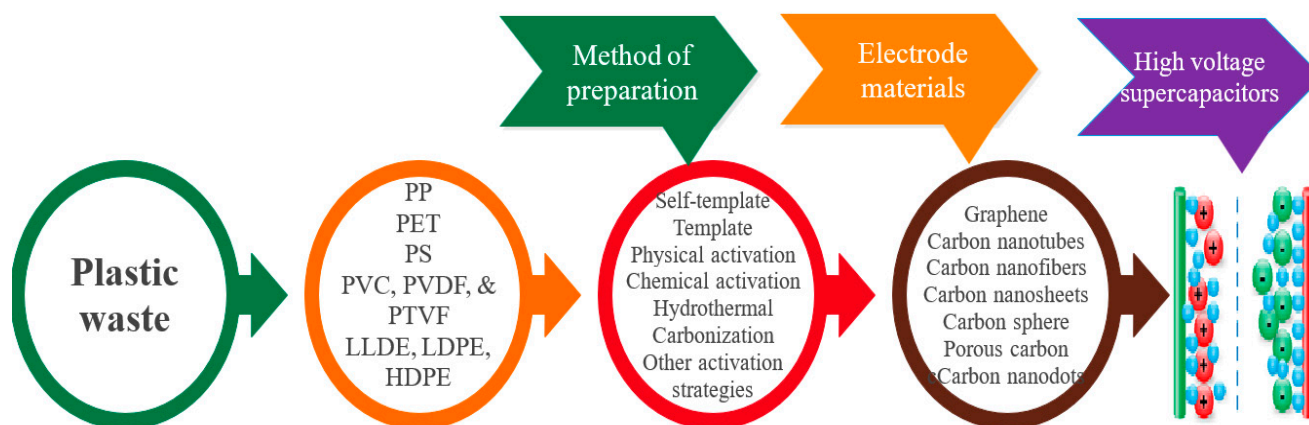 Method of
preparation
Electrode
materials
High voltage
supercapacitors
Plastic
waste
PP
PET
PS
PVC, PVDF, &
PTVF
LLDE, LDPE,
HDPE
Self-template
Template
Physical activation
Chemical activation
Hydrothermal
Carbonization
Other activation
strategies
Graphene
Carbon nanotubes
Carbon nanofibers
Carbon nanosheets
Carbon sphere
Porous carbon
cCarbon nanodots